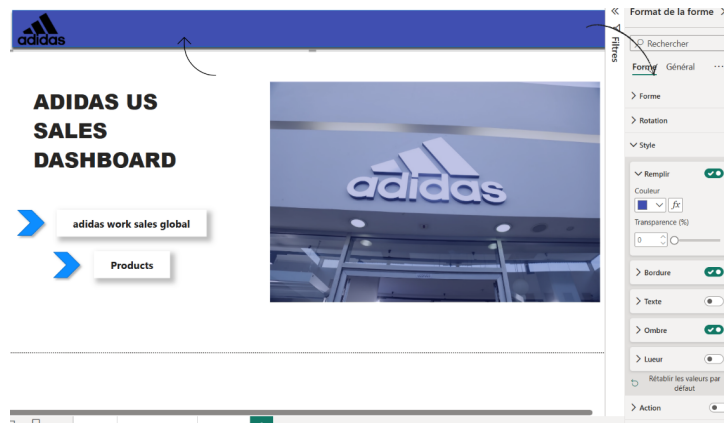 adidas
ADIDAS US
SALES
DASHBOARD
adidas work sales global
Products
adidas
Filtres
Format de la forme
Rechercher
Forme Général ...
Forme
Rotation
Style
Remplir
Couleur
fx
Transparence (%)
0
Bordure
Texte
Ombre
Lueur
Rétablir les valeurs par
défaut
Action